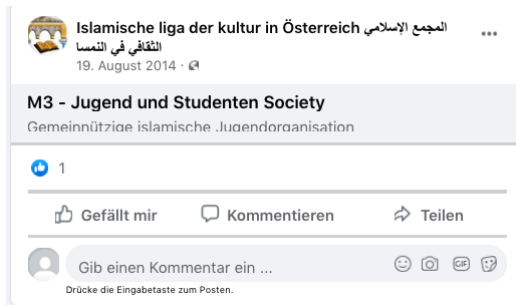 Islamische liga der kultur in Österreich المجمع الإسلامي
الثقافي في النمسا
19. August 2014 ·
M3 - Jugend und Studenten Society
Gemeinnützige islamische Jugendorganisation
1
Gefällt mir Kommentieren Teilen
Gib einen Kommentar ein ...
GIF
Drücke die Eingabetaste zum Posten.